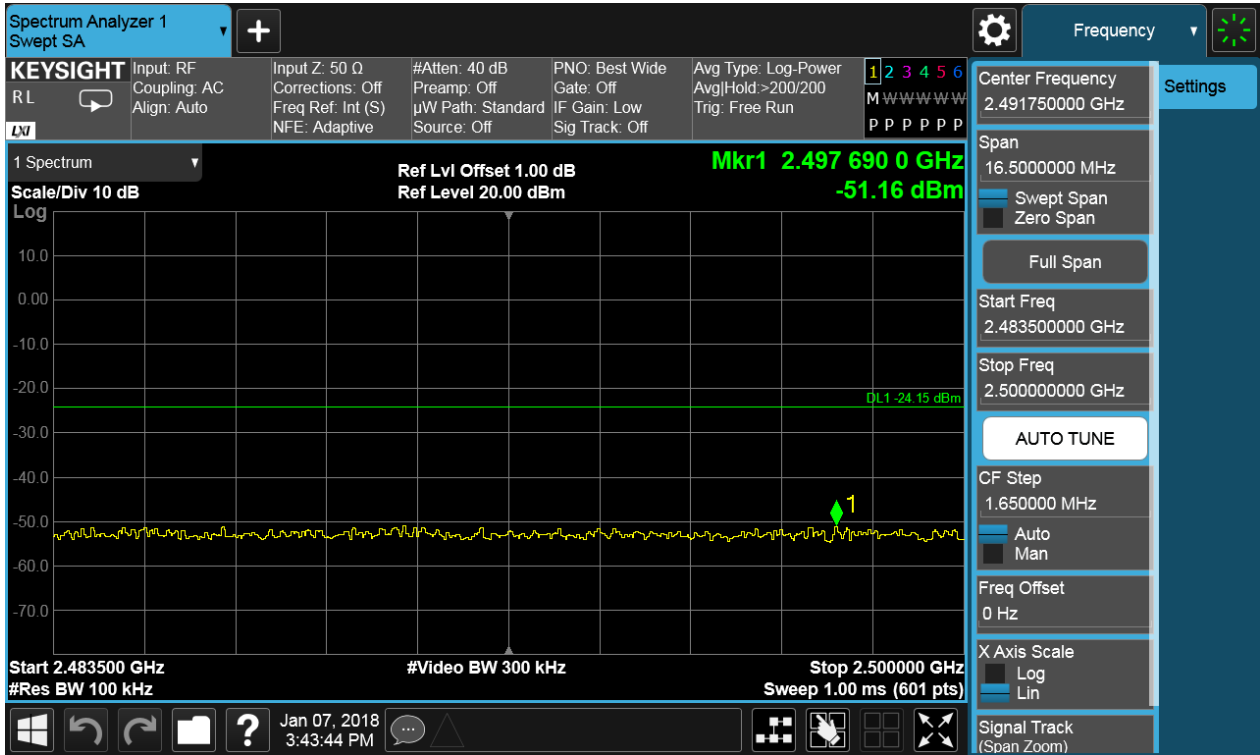 Spectrum Analyzer 1
Swept SA
+
Frequency
KEYSIGHT
RL
LXI
Input: RF
Coupling: AC
Align: Auto
Input Z: 50 Ω
Corrections: Off
Freq Ref: Int (S)
NFE: Adaptive
#Atten: 40 dB
Preamp: Off
µW Path: Standard
Source: Off
PNO: Best Wide
Gate: Off
IF Gain: Low
Sig Track: Off
Avg Type: Log-Power
Avg|Hold:>200/200
Trig: Free Run
1 2 3 4 5 6
M W W W W W
P P P P P P
1 Spectrum
Scale/Div 10 dB
Log
Ref Lvl Offset 1.00 dB
Ref Level 20.00 dBm
Mkr1 2.497 690 0 GHz
-51.16 dBm
10.0
0.00
-10.0
-20.0
-30.0
-40.0
-50.0
-60.0
-70.0
DL1 -24.15 dBm
1
Start 2.483500 GHz
#Res BW 100 kHz
#Video BW 300 kHz
Stop 2.500000 GHz
Sweep 1.00 ms (601 pts)
Center Frequency
2.491750000 GHz
Span
16.5000000 MHz
Swept Span
Zero Span
Full Span
Start Freq
2.483500000 GHz
Stop Freq
2.500000000 GHz
AUTO TUNE
CF Step
1.650000 MHz
Auto
Man
Freq Offset
0 Hz
X Axis Scale
Log
Lin
Signal Track
(Span Zoom)
Settings
?
Jan 07, 2018
3:43:44 PM